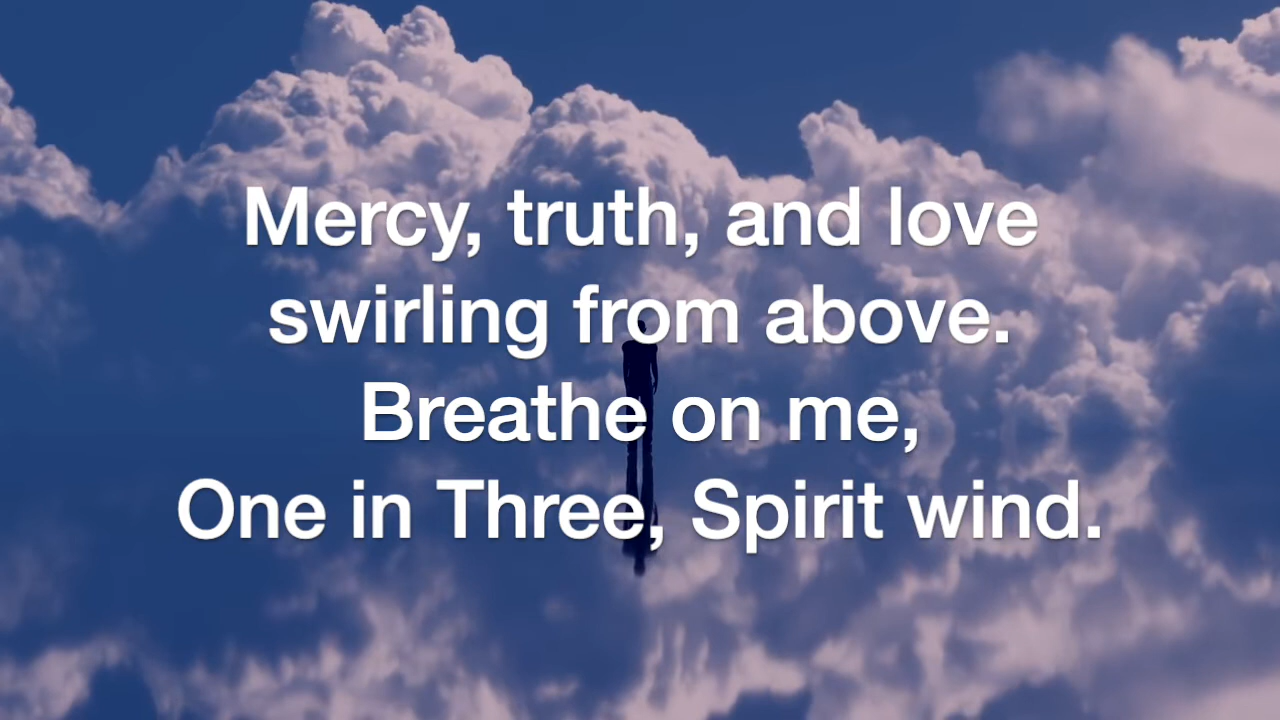 Mercy, truth, and love
swirling from above.
Breathe on me,
One in Three, Spirit wind.